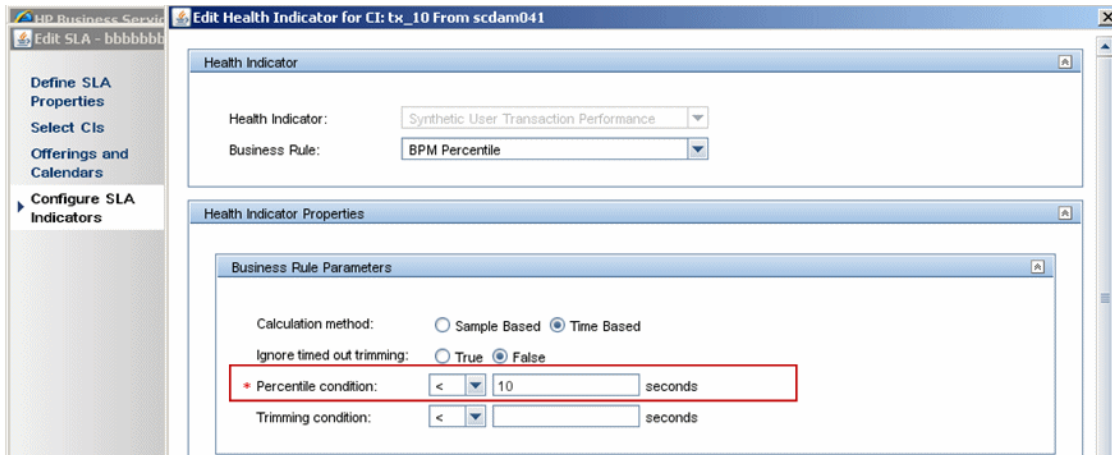 HP Business Servic
Edit Health Indicator for CI: tx_10 From scdam041
Edit SLA - bbbbbbb
Define SLA
Properties
Select CIs
Offerings and
Calendars
Configure SLA
Indicators
Health Indicator
Health Indicator: Synthetic User Transaction Performance
Business Rule: BPM Percentile
Health Indicator Properties
Business Rule Parameters
Calculation method: Sample Based Time Based
Ignore timed out trimming: True False
* Percentile condition: < 10 seconds
Trimming condition: < seconds